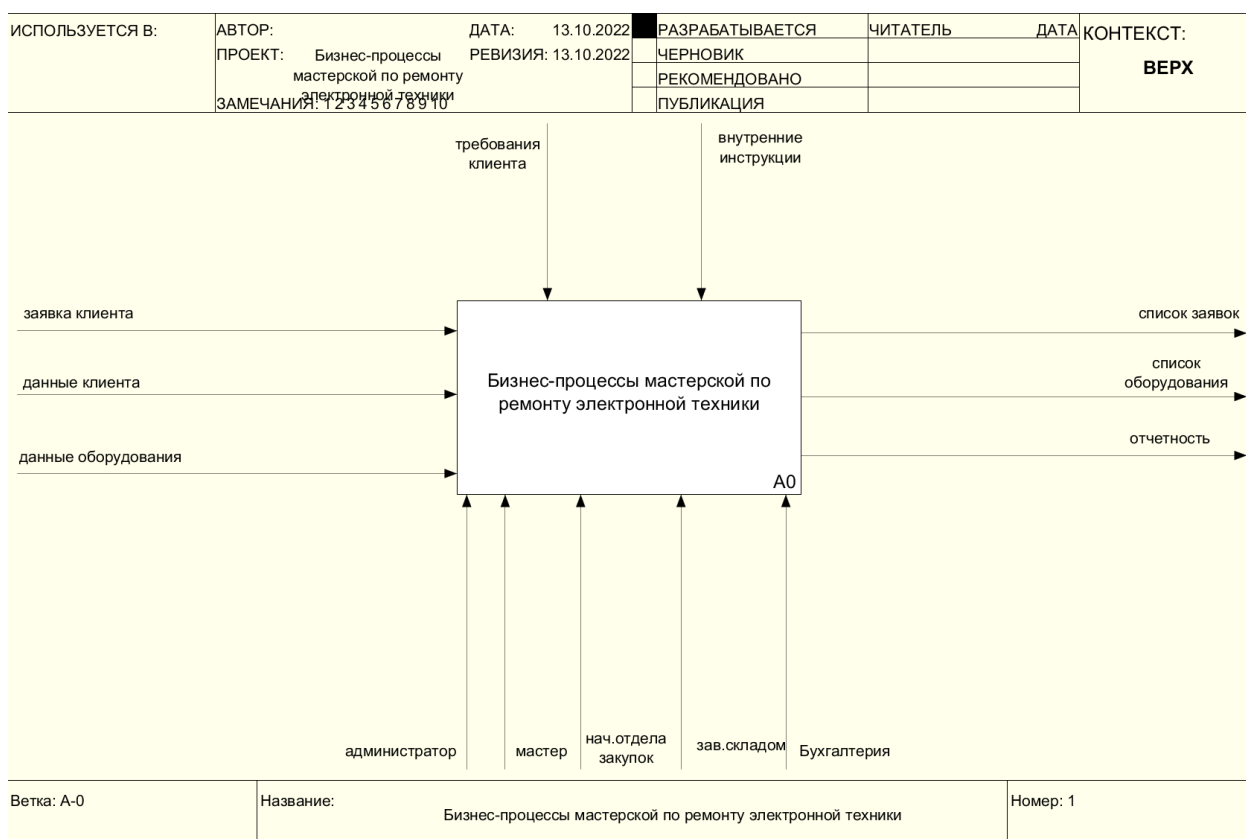 ИСПОЛЬЗУЕТСЯ В:
АВТОР:
ДАТА: 13.10.2022
РАЗРАБАТЫВАЕТСЯ
ЧИТАТЕЛЬ
ДАТА
КОНТЕКСТ:
ПРОЕКТ: Бизнес-процессы
мастерской по ремонту
электронной техники
РЕВИЗИЯ: 13.10.2022
ЧЕРНОВИК
ВЕРХ
РЕКОМЕНДОВАНО
ЗАМЕЧАНИЯ: 1 2 3 4 5 6 7 8 9 10
ПУБЛИКАЦИЯ
требования
клиента
внутренние
инструкции
заявка клиента
данные клиента
данные оборудования
Бизнес-процессы мастерской по
ремонту электронной техники
A0
список заявок
список
оборудования
отчетность
администратор
мастер
нач.отдела
закупок
зав.складом
Бухгалтерия
Ветка: A-0
Название:
Бизнес-процессы мастерской по ремонту электронной техники
Номер: 1